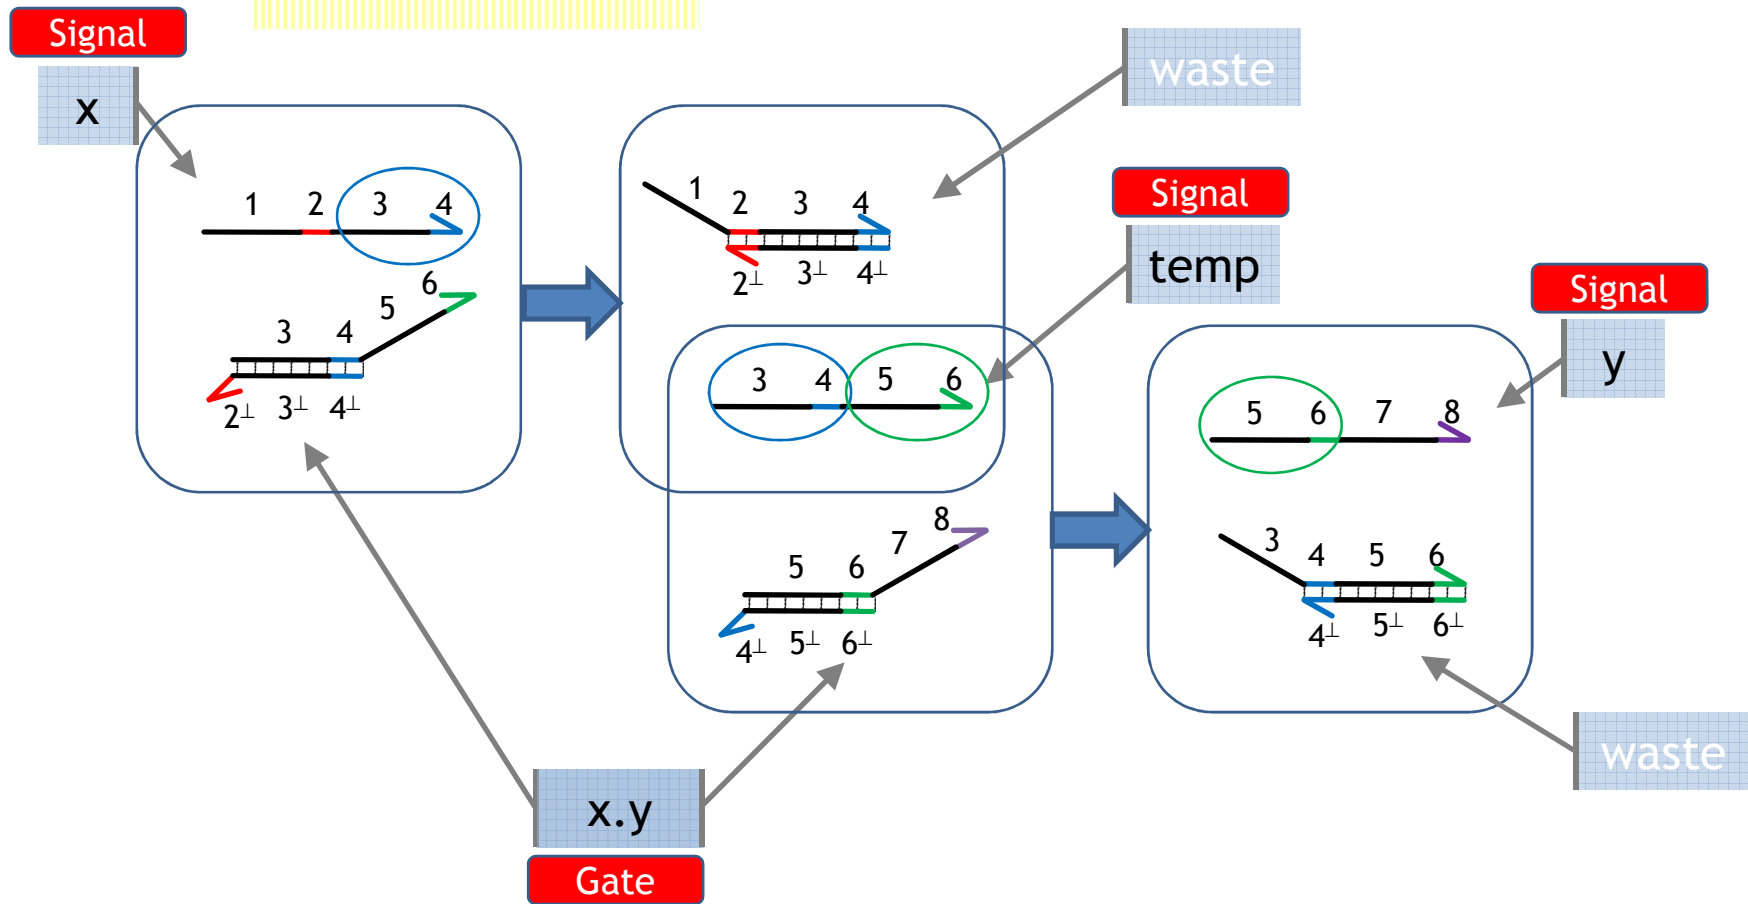 Signal
x
1 2 3 4
3 4 5 6
2⊥ 3⊥ 4⊥
waste
1 2 3 4
2⊥ 3⊥ 4⊥
Signal
temp
3 4 5 6
5 6 7 8
4⊥ 5⊥ 6⊥
Signal
y
5 6 7 8
3 4 5 6
4⊥ 5⊥ 6⊥
waste
x.y
Gate